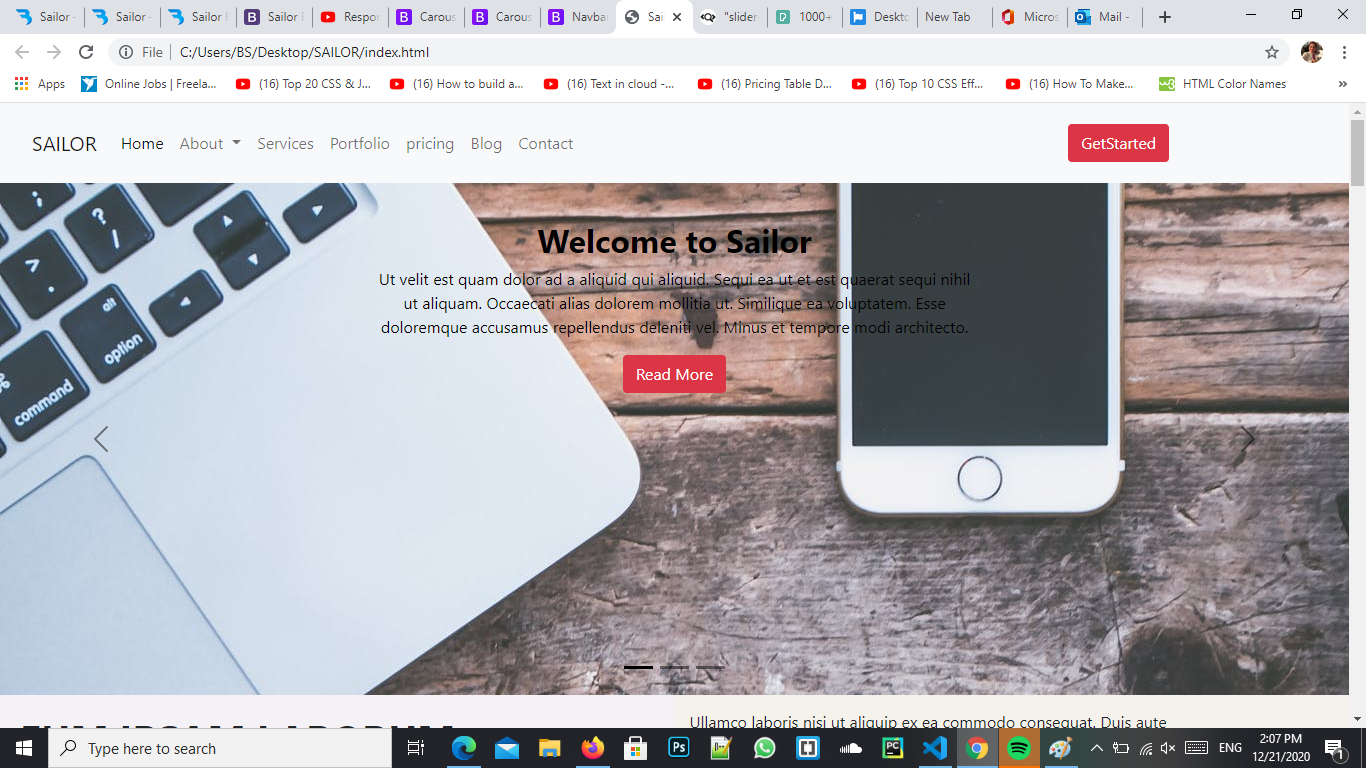 Sailor - Sailor - Sailor B Sailor B Respon Carous Carous Navbar Sai "slider 1000+ Deskto New Tab Micros Mail -
File C:/Users/BS/Desktop/SAILOR/index.html
Apps Online Jobs | Freela... (16) Top 20 CSS & J... (16) How to build a... (16) Text in cloud -... (16) Pricing Table D... (16) Top 10 CSS Eff... (16) How To Make... HTML Color Names »
SAILOR Home About Services Portfolio pricing Blog Contact GetStarted
Welcome to Sailor
Ut velit est quam dolor ad a aliquid qui aliquid. Sequi ea ut et est quaerat sequi nihil
ut aliquam. Occaecati alias dolorem mollitia ut. Similique ea voluptatem. Esse
doloremque accusamus repellendus deleniti vel. Minus et tempore modi architecto.
Read More
;
? /
> .
alt
option
⌘
command
Ullamco laboris nisi ut aliquip ex ea commodo consequat. Duis aute
Type here to search
Ps
PC
ENG
2:07 PM
12/21/2020
1